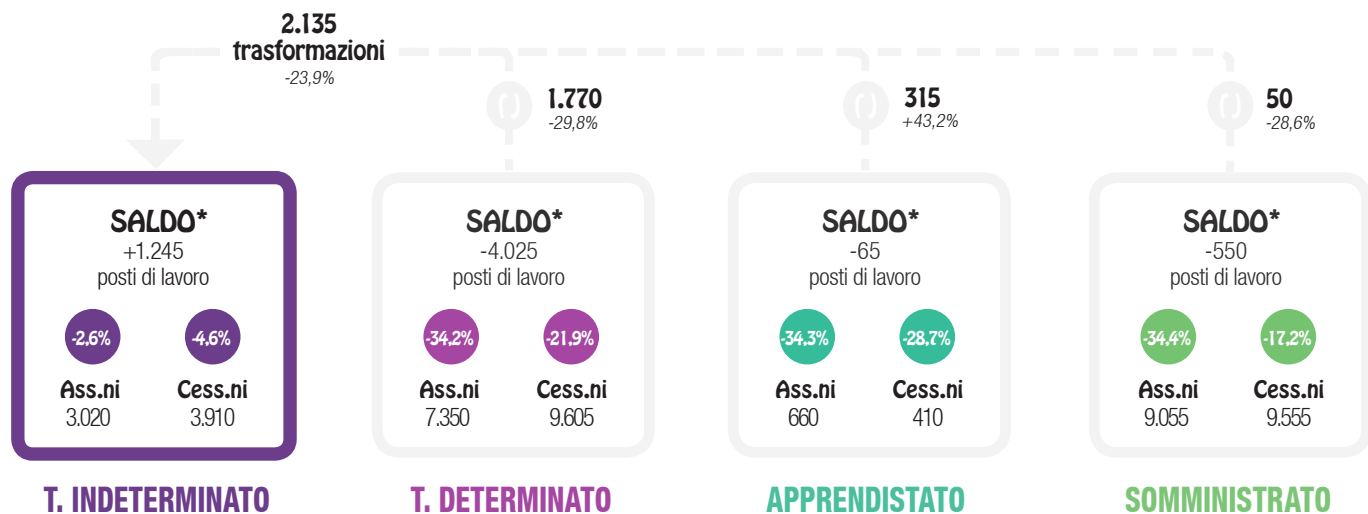 2.135
trasformazioni
-23,9%
1.770
-29,8%
315
+43,2%
50
-28,6%
SALDO*
+1.245
posti di lavoro
-2,6%
-4,6%
Ass.ni
Cess.ni
3.020
3.910
T. INDETERMINATO
SALDO*
-4.025
posti di lavoro
-34,2%
-21,9%
Ass.ni
Cess.ni
7.350
9.605
T. DETERMINATO
SALDO*
-65
posti di lavoro
-34,3%
-28,7%
Ass.ni
Cess.ni
660
410
APPRENDISTATO
SALDO*
-550
posti di lavoro
-34,4%
-17,2%
Ass.ni
Cess.ni
9.055
9.555
SOMMINISTRATO